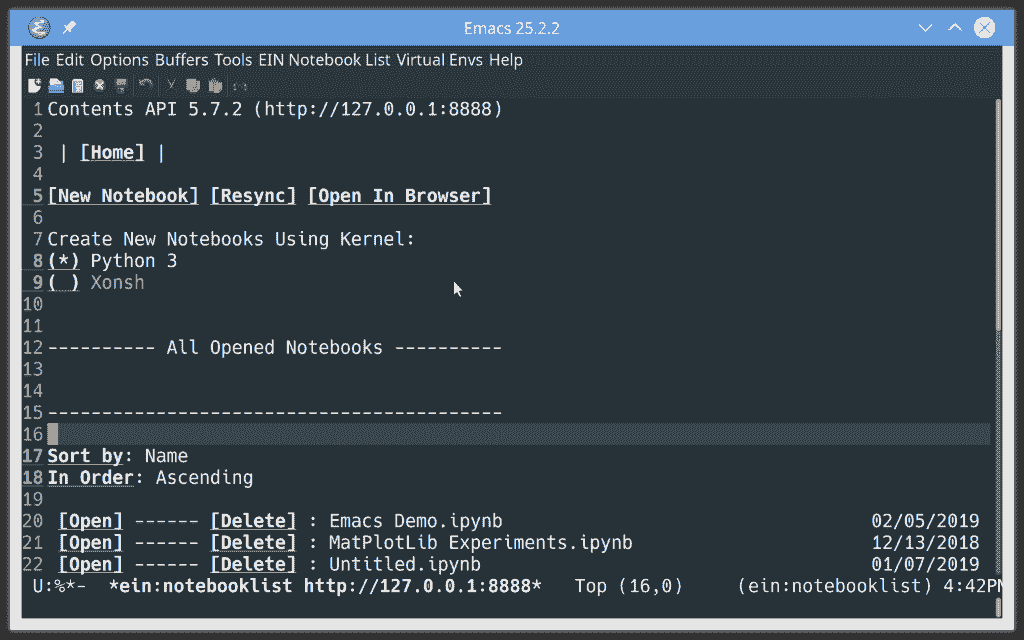 Emacs 25.2.2
File Edit Options Buffers Tools EIN Notebook List Virtual Envs Help
1 Contents API 5.7.2 (http://127.0.0.1:8888)
2
3 | [Home] |
4
5 [New Notebook] [Resync] [Open In Browser]
6
7 Create New Notebooks Using Kernel:
8 (*) Python 3
9 ( ) Xonsh
10
11
12 ---------- All Opened Notebooks ----------
13
14
15 ------------------------------------------
16
17 Sort by: Name
18 In Order: Ascending
19
20 [Open] ------ [Delete] : Emacs Demo.ipynb 02/05/2019
21 [Open] ------ [Delete] : MatPlotLib Experiments.ipynb 12/13/2018
22 [Open] ------ [Delete] : Untitled.ipynb 01/07/2019
U:%*- *ein:notebooklist http://127.0.0.1:8888* Top (16,0) (ein:notebooklist) 4:42PM